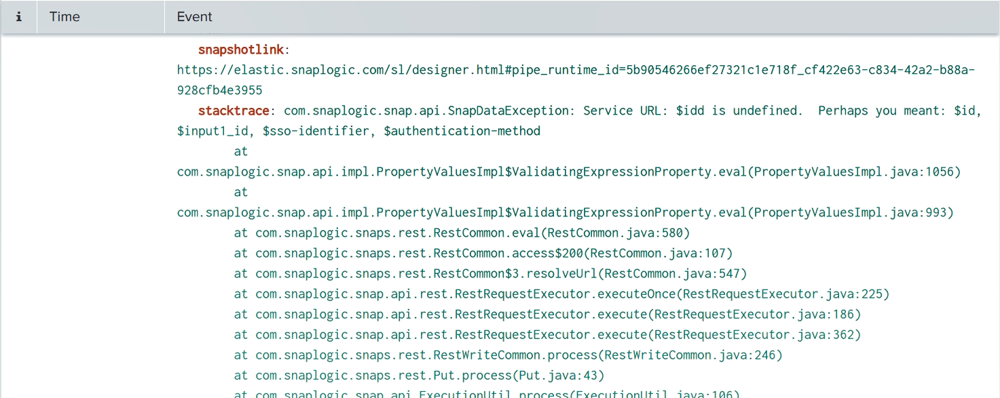 i Time Event
snapshotlink:
https://elastic.snaplogic.com/sl/designer.html#pipe_runtime_id=5b90546266ef27321c1e718f_cf422e63-c834-42a2-b88a-
928cfb4e3955
stacktrace: com.snaplogic.snap.api.SnapDataException: Service URL: $idd is undefined.  Perhaps you meant: $id,
$input1_id, $sso-identifier, $authentication-method
at
com.snaplogic.snap.api.impl.PropertyValuesImpl$ValidatingExpressionProperty.eval(PropertyValuesImpl.java:1056)
at
com.snaplogic.snap.api.impl.PropertyValuesImpl$ValidatingExpressionProperty.eval(PropertyValuesImpl.java:993)
at com.snaplogic.snaps.rest.RestCommon.eval(RestCommon.java:580)
at com.snaplogic.snaps.rest.RestCommon.access$200(RestCommon.java:107)
at com.snaplogic.snaps.rest.RestCommon$3.resolveUrl(RestCommon.java:547)
at com.snaplogic.snap.api.rest.RestRequestExecutor.executeOnce(RestRequestExecutor.java:225)
at com.snaplogic.snap.api.rest.RestRequestExecutor.execute(RestRequestExecutor.java:186)
at com.snaplogic.snap.api.rest.RestRequestExecutor.execute(RestRequestExecutor.java:362)
at com.snaplogic.snaps.rest.RestWriteCommon.process(RestWriteCommon.java:246)
at com.snaplogic.snaps.rest.Put.process(Put.java:43)
at com.snaplogic.snap.api.ExecutionUtil.process(ExecutionUtil.java:106)